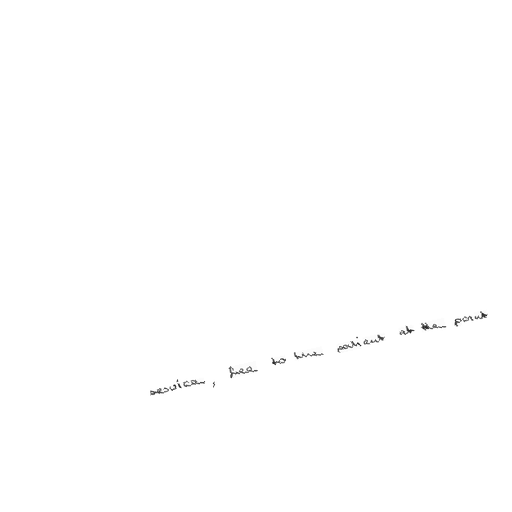 service, free to the patient at the point